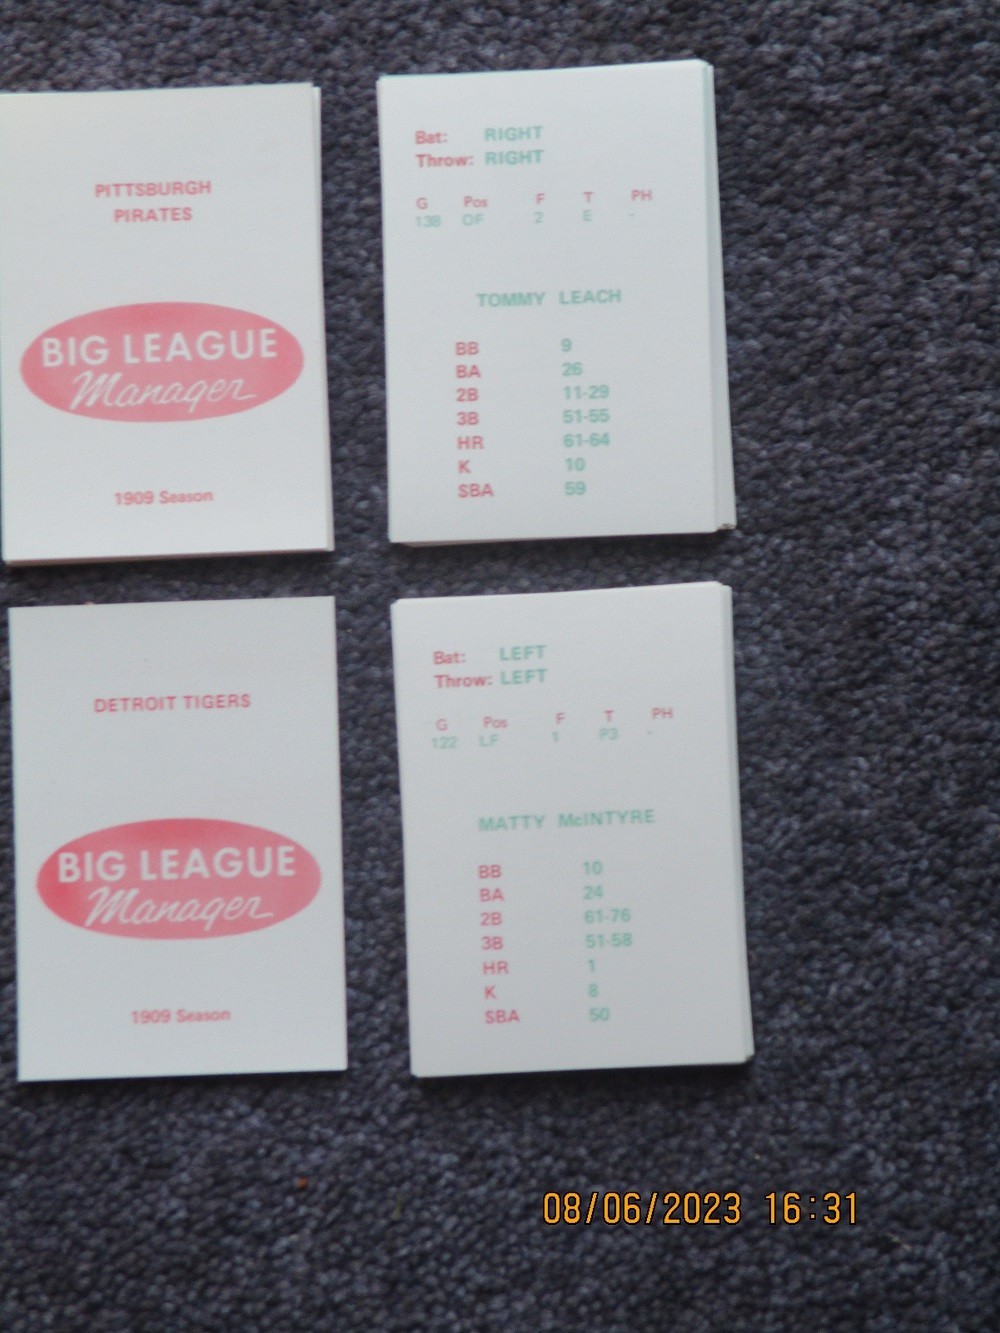 PITTSBURGH
PIRATES
BIG LEAGUE
Manager
1909 Season
Bat: RIGHT
Throw: RIGHT
G Pos F T PH
138 OF 2 E -
TOMMY LEACH
BB 9
BA 26
2B 11-29
3B 51-55
HR 61-64
K 10
SBA 59
DETROIT TIGERS
BIG LEAGUE
Manager
1909 Season
Bat: LEFT
Throw: LEFT
G Pos F T PH
122 LF 1 P3 -
MATTY McINTYRE
BB 10
BA 24
2B 61-76
3B 51-58
HR 1
K 8
SBA 50
08/06/2023 16:31